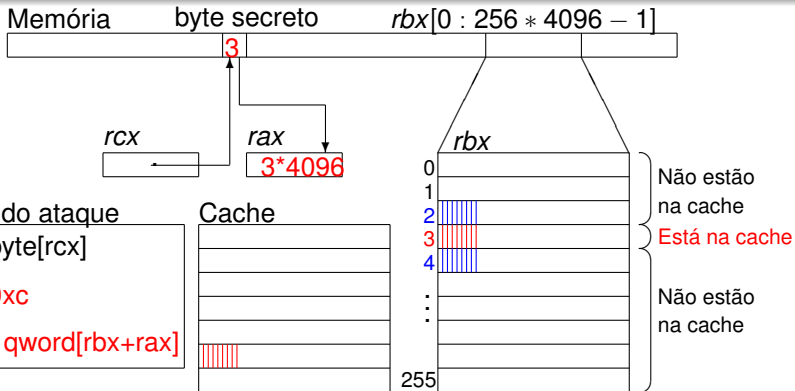 Memória byte secreto rbx[0 : 256 ∗ 4096 − 1]
3
rcx rax rbx
3*4096
0
1
2
3
4
⋮
255
Não estão
na cache
Está na cache
Não estão
na cache
do ataque
byte[rcx]
xc
qword[rbx+rax]
Cache